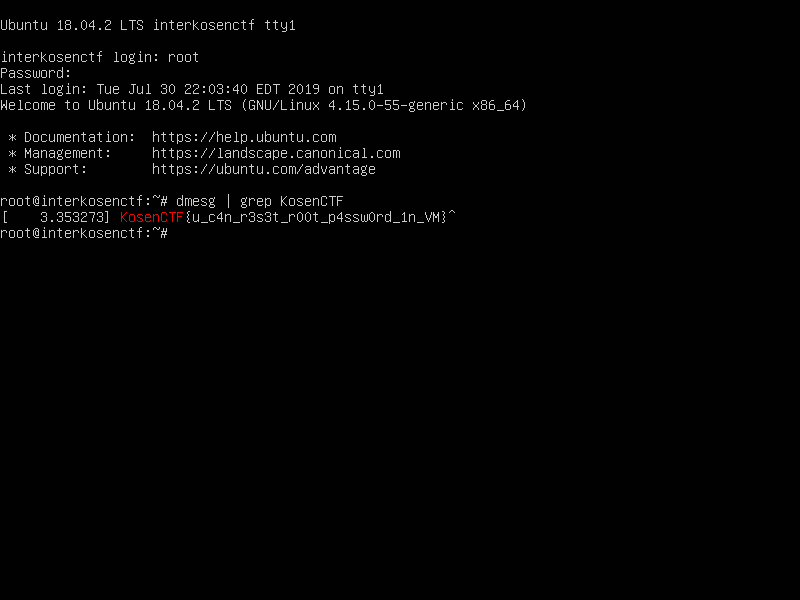 Ubuntu 18.04.2 LTS interkosenctf tty1
interkosenctf login: root
Password:
Last login: Tue Jul 30 22:03:40 EDT 2019 on tty1
Welcome to Ubuntu 18.04.2 LTS (GNU/Linux 4.15.0-55-generic x86_64)
* Documentation:  https://help.ubuntu.com
* Management:     https://landscape.canonical.com
* Support:        https://ubuntu.com/advantage
root@interkosenctf:~# dmesg | grep KosenCTF
[    3.353273] KosenCTF{u_c4n_r3s3t_r00t_p4ssw0rd_1n_VM}^
root@interkosenctf:~#